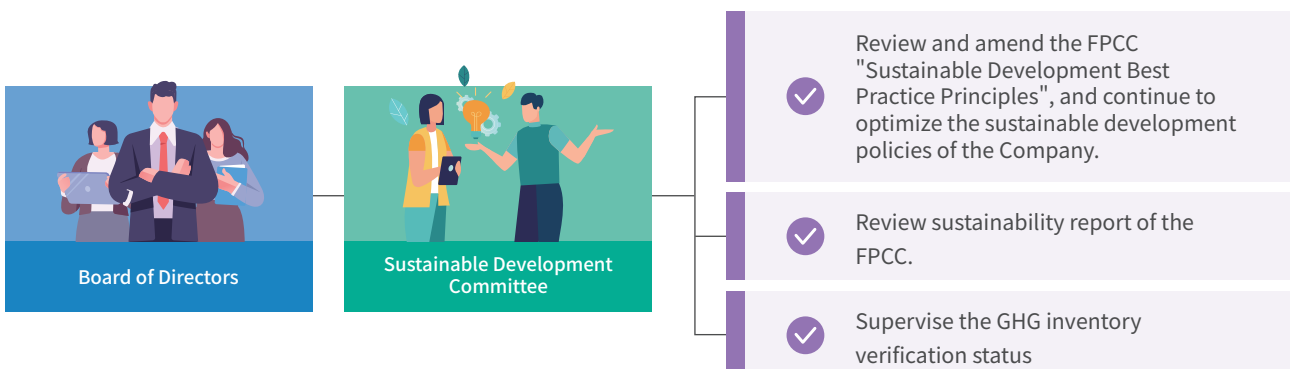 Board of Directors
Sustainable Development
Committee
Review and amend the FPCC
"Sustainable Development Best
Practice Principles", and continue to
optimize the sustainable development
policies of the Company.
Review sustainability report of the
FPCC.
Supervise the GHG inventory
verification status